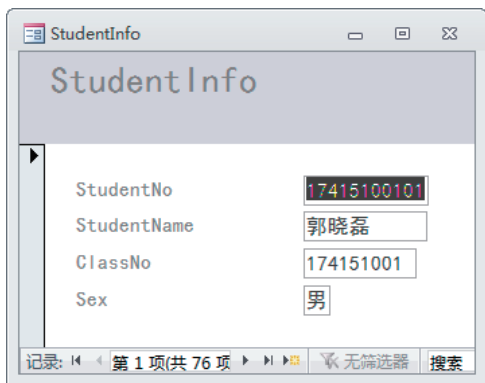 StudentInfo
StudentInfo
StudentNo 17415100101
StudentName 郭晓磊
ClassNo 174151001
Sex 男
记录: 第 1 项(共 76 项 无筛选器 搜索